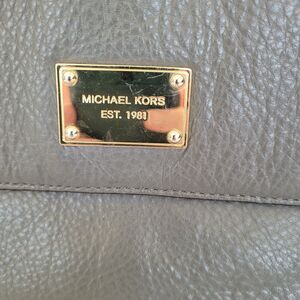 MICHAEL KORS
EST. 1981